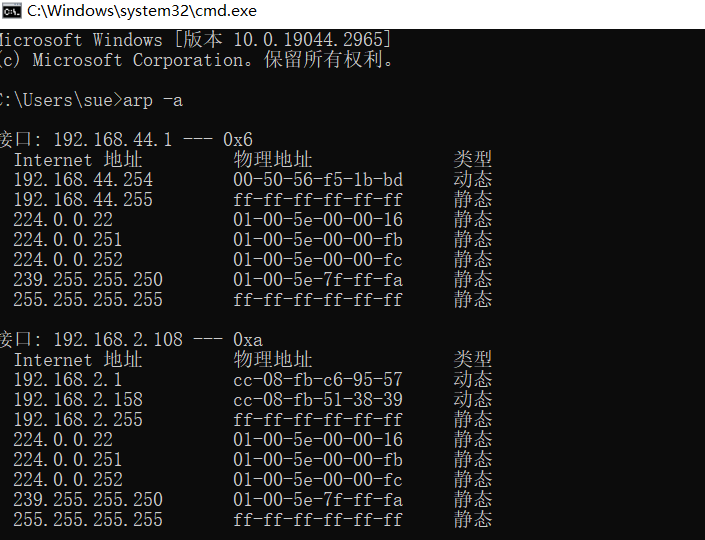 C:\Windows\system32\cmd.exe
Microsoft Windows [版本 10.0.19044.2965]
(c) Microsoft Corporation。保留所有权利。
C:\Users\sue>arp -a
接口: 192.168.44.1 --- 0x6
Internet 地址 物理地址 类型
192.168.44.254 00-50-56-f5-1b-bd 动态
192.168.44.255 ff-ff-ff-ff-ff-ff 静态
224.0.0.22 01-00-5e-00-00-16 静态
224.0.0.251 01-00-5e-00-00-fb 静态
224.0.0.252 01-00-5e-00-00-fc 静态
239.255.255.250 01-00-5e-7f-ff-fa 静态
255.255.255.255 ff-ff-ff-ff-ff-ff 静态
接口: 192.168.2.108 --- 0xa
Internet 地址 物理地址 类型
192.168.2.1 cc-08-fb-c6-95-57 动态
192.168.2.158 cc-08-fb-51-38-39 动态
192.168.2.255 ff-ff-ff-ff-ff-ff 静态
224.0.0.22 01-00-5e-00-00-16 静态
224.0.0.251 01-00-5e-00-00-fb 静态
224.0.0.252 01-00-5e-00-00-fc 静态
239.255.255.250 01-00-5e-7f-ff-fa 静态
255.255.255.255 ff-ff-ff-ff-ff-ff 静态